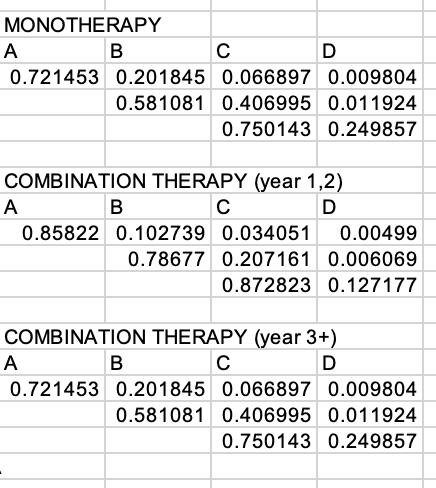 MONOTHERAPY
A B C D
0.721453 0.201845 0.066897 0.009804
0.581081 0.406995 0.011924
0.750143 0.249857
COMBINATION THERAPY (year 1,2)
A B C D
0.85822 0.102739 0.034051 0.00499
0.78677 0.207161 0.006069
0.872823 0.127177
COMBINATION THERAPY (year 3+)
A B C D
0.721453 0.201845 0.066897 0.009804
0.581081 0.406995 0.011924
0.750143 0.249857